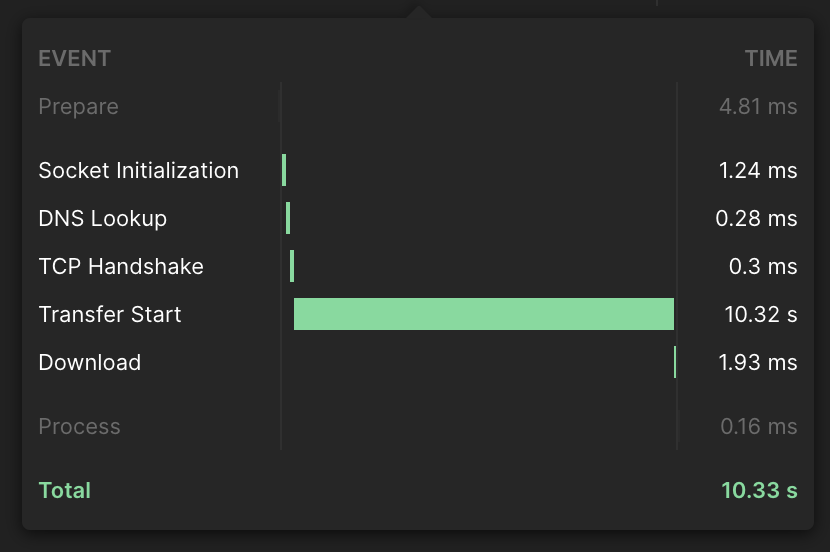 EVENT TIME
Prepare 4.81 ms
Socket Initialization 1.24 ms
DNS Lookup 0.28 ms
TCP Handshake 0.3 ms
Transfer Start 10.32 s
Download 1.93 ms
Process 0.16 ms
Total 10.33 s